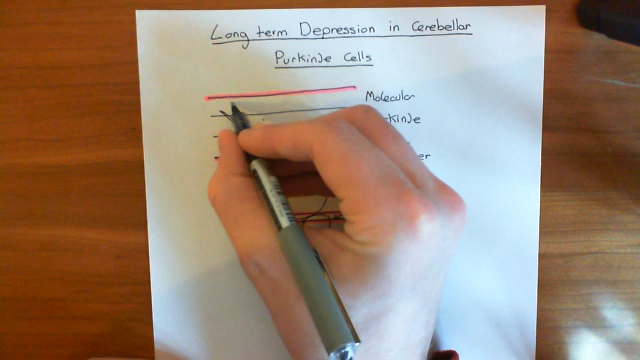 Long term Depression in Cerebellar
Purkinje Cells
Molecular